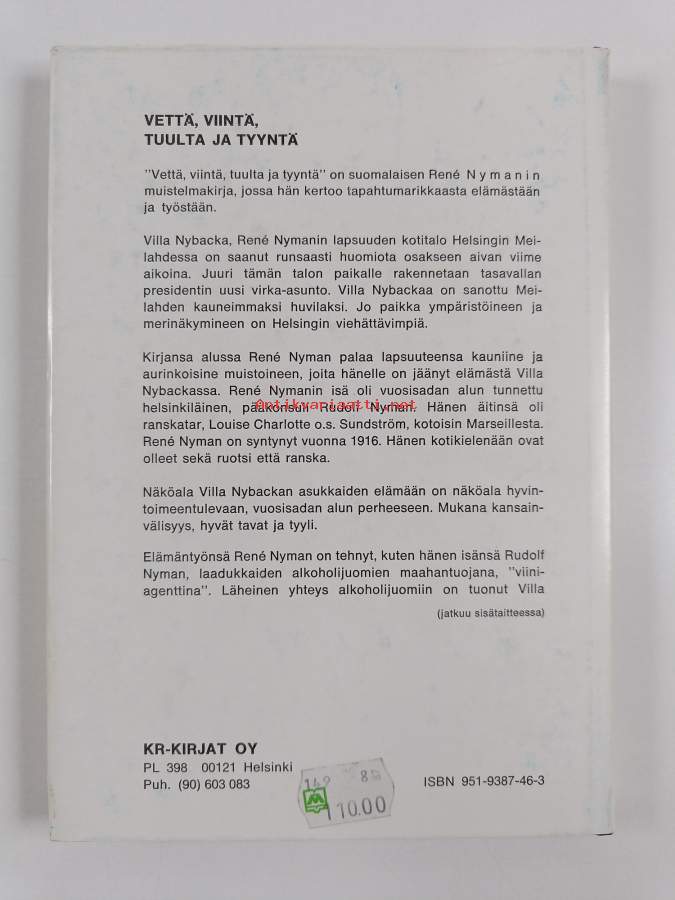 VETTÄ, VIINTÄ,
TUULTA JA TYYNTÄ
"Vettä, viintä, tuulta ja tyyntä" on suomalaisen René Nymanin
muistelmakirja, jossa hän kertoo tapahtumarikkaasta elämästään
ja työstään.
Villa Nybacka, René Nymanin lapsuuden kotitalo Helsingin Mei-
lahdessa on saanut runsaasti huomiota osakseen aivan viime
aikoina. Juuri tämän talon paikalle rakennetaan tasavallan
presidentin uusi virka-asunto. Villa Nybackaa on sanottu Mei-
lahden kauneimmaksi huvilaksi. Jo paikka ympäristöineen ja
merinäkymineen on Helsingin viehättävimpiä.
Kirjansa alussa René Nyman palaa lapsuuteensa kauniine ja
aurinkoisine muistoineen, joita hänelle on jäänyt elämästä Villa
Nybackassa. René Nymanin isä oli vuosisadan alun tunnettu
helsinkiläinen, pääkonsuli Rudolf Nyman. Hänen äitinsä oli
Antikvariaatti.net
ranskatar, Louise Charlotte o.s. Sundström, kotoisin Marseillesta.
René Nyman on syntynyt vuonna 1916. Hänen kotikielenään ovat
olleet sekä ruotsi että ranska.
Näköala Villa Nybackan asukkaiden elämään on näköala hyvin-
toimeentulevaan, vuosisadan alun perheeseen. Mukana kansain-
välisyys, hyvät tavat ja tyyli.
Elämäntyönsä René Nyman on tehnyt, kuten hänen isänsä Rudolf
Nyman, laadukkaiden alkoholijuomien maahantuojana, "viini-
agenttina". Läheinen yhteys alkoholijuomiin on tuonut Villa
(jatkuu sisätaitteessa)
KR-KIRJAT OY
PL 398 00121 Helsinki
Puh. (90) 603 083
ISBN 951-9387-46-3
110.00